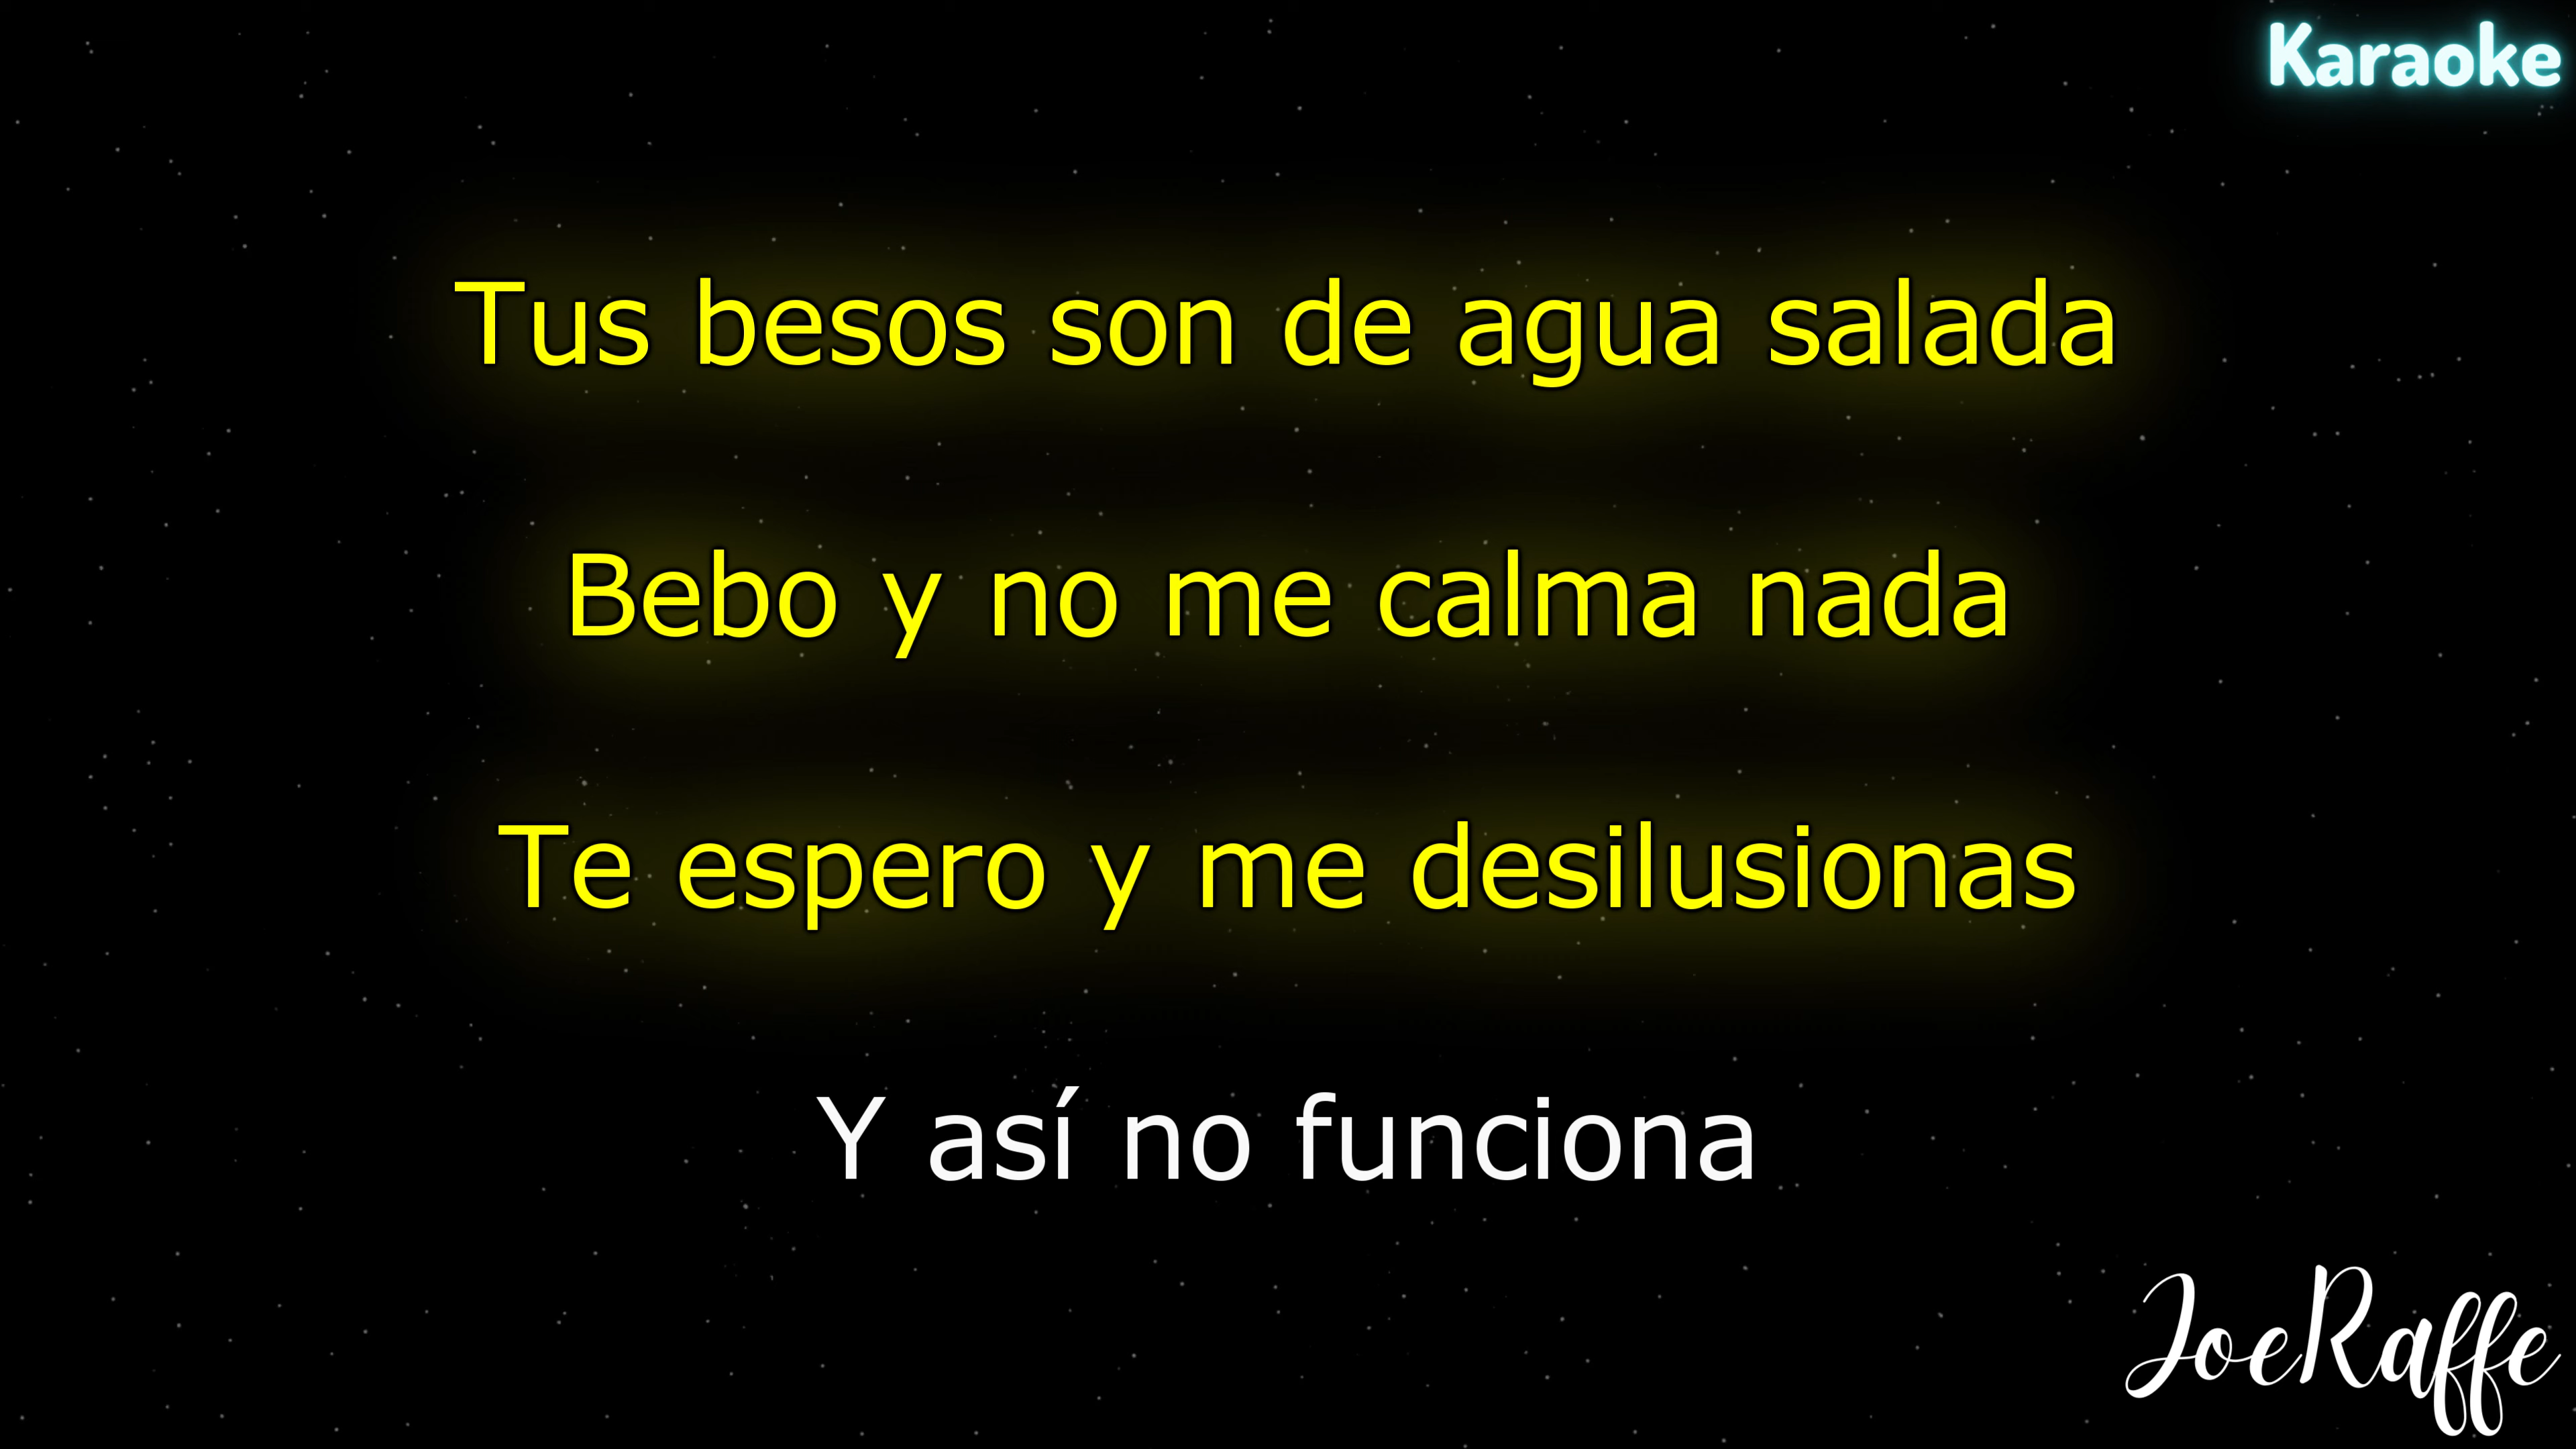 Karaoke
Tus besos son de agua salada
Bebo y no me calma nada
Te espero y me desilusionas
Y así no funciona
JoeRaffe